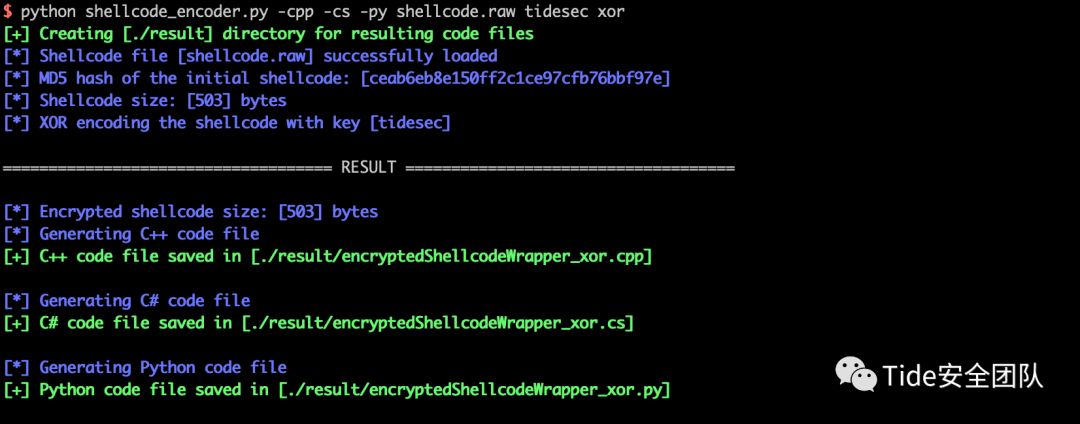 $ python shellcode_encoder.py -cpp -cs -py shellcode.raw tidesec xor
[+] Creating [./result] directory for resulting code files
[*] Shellcode file [shellcode.raw] successfully loaded
[*] MD5 hash of the initial shellcode: [ceab6eb8e150ff2c1ce97cfb76bbf97e]
[*] Shellcode size: [503] bytes
[*] XOR encoding the shellcode with key [tidesec]
==================================== RESULT ====================================
[*] Encrypted shellcode size: [503] bytes
[*] Generating C++ code file
[+] C++ code file saved in [./result/encryptedShellcodeWrapper_xor.cpp]
[*] Generating C# code file
[+] C# code file saved in [./result/encryptedShellcodeWrapper_xor.cs]
[*] Generating Python code file
[+] Python code file saved in [./result/encryptedShellcodeWrapper_xor.py]
Tide安全团队